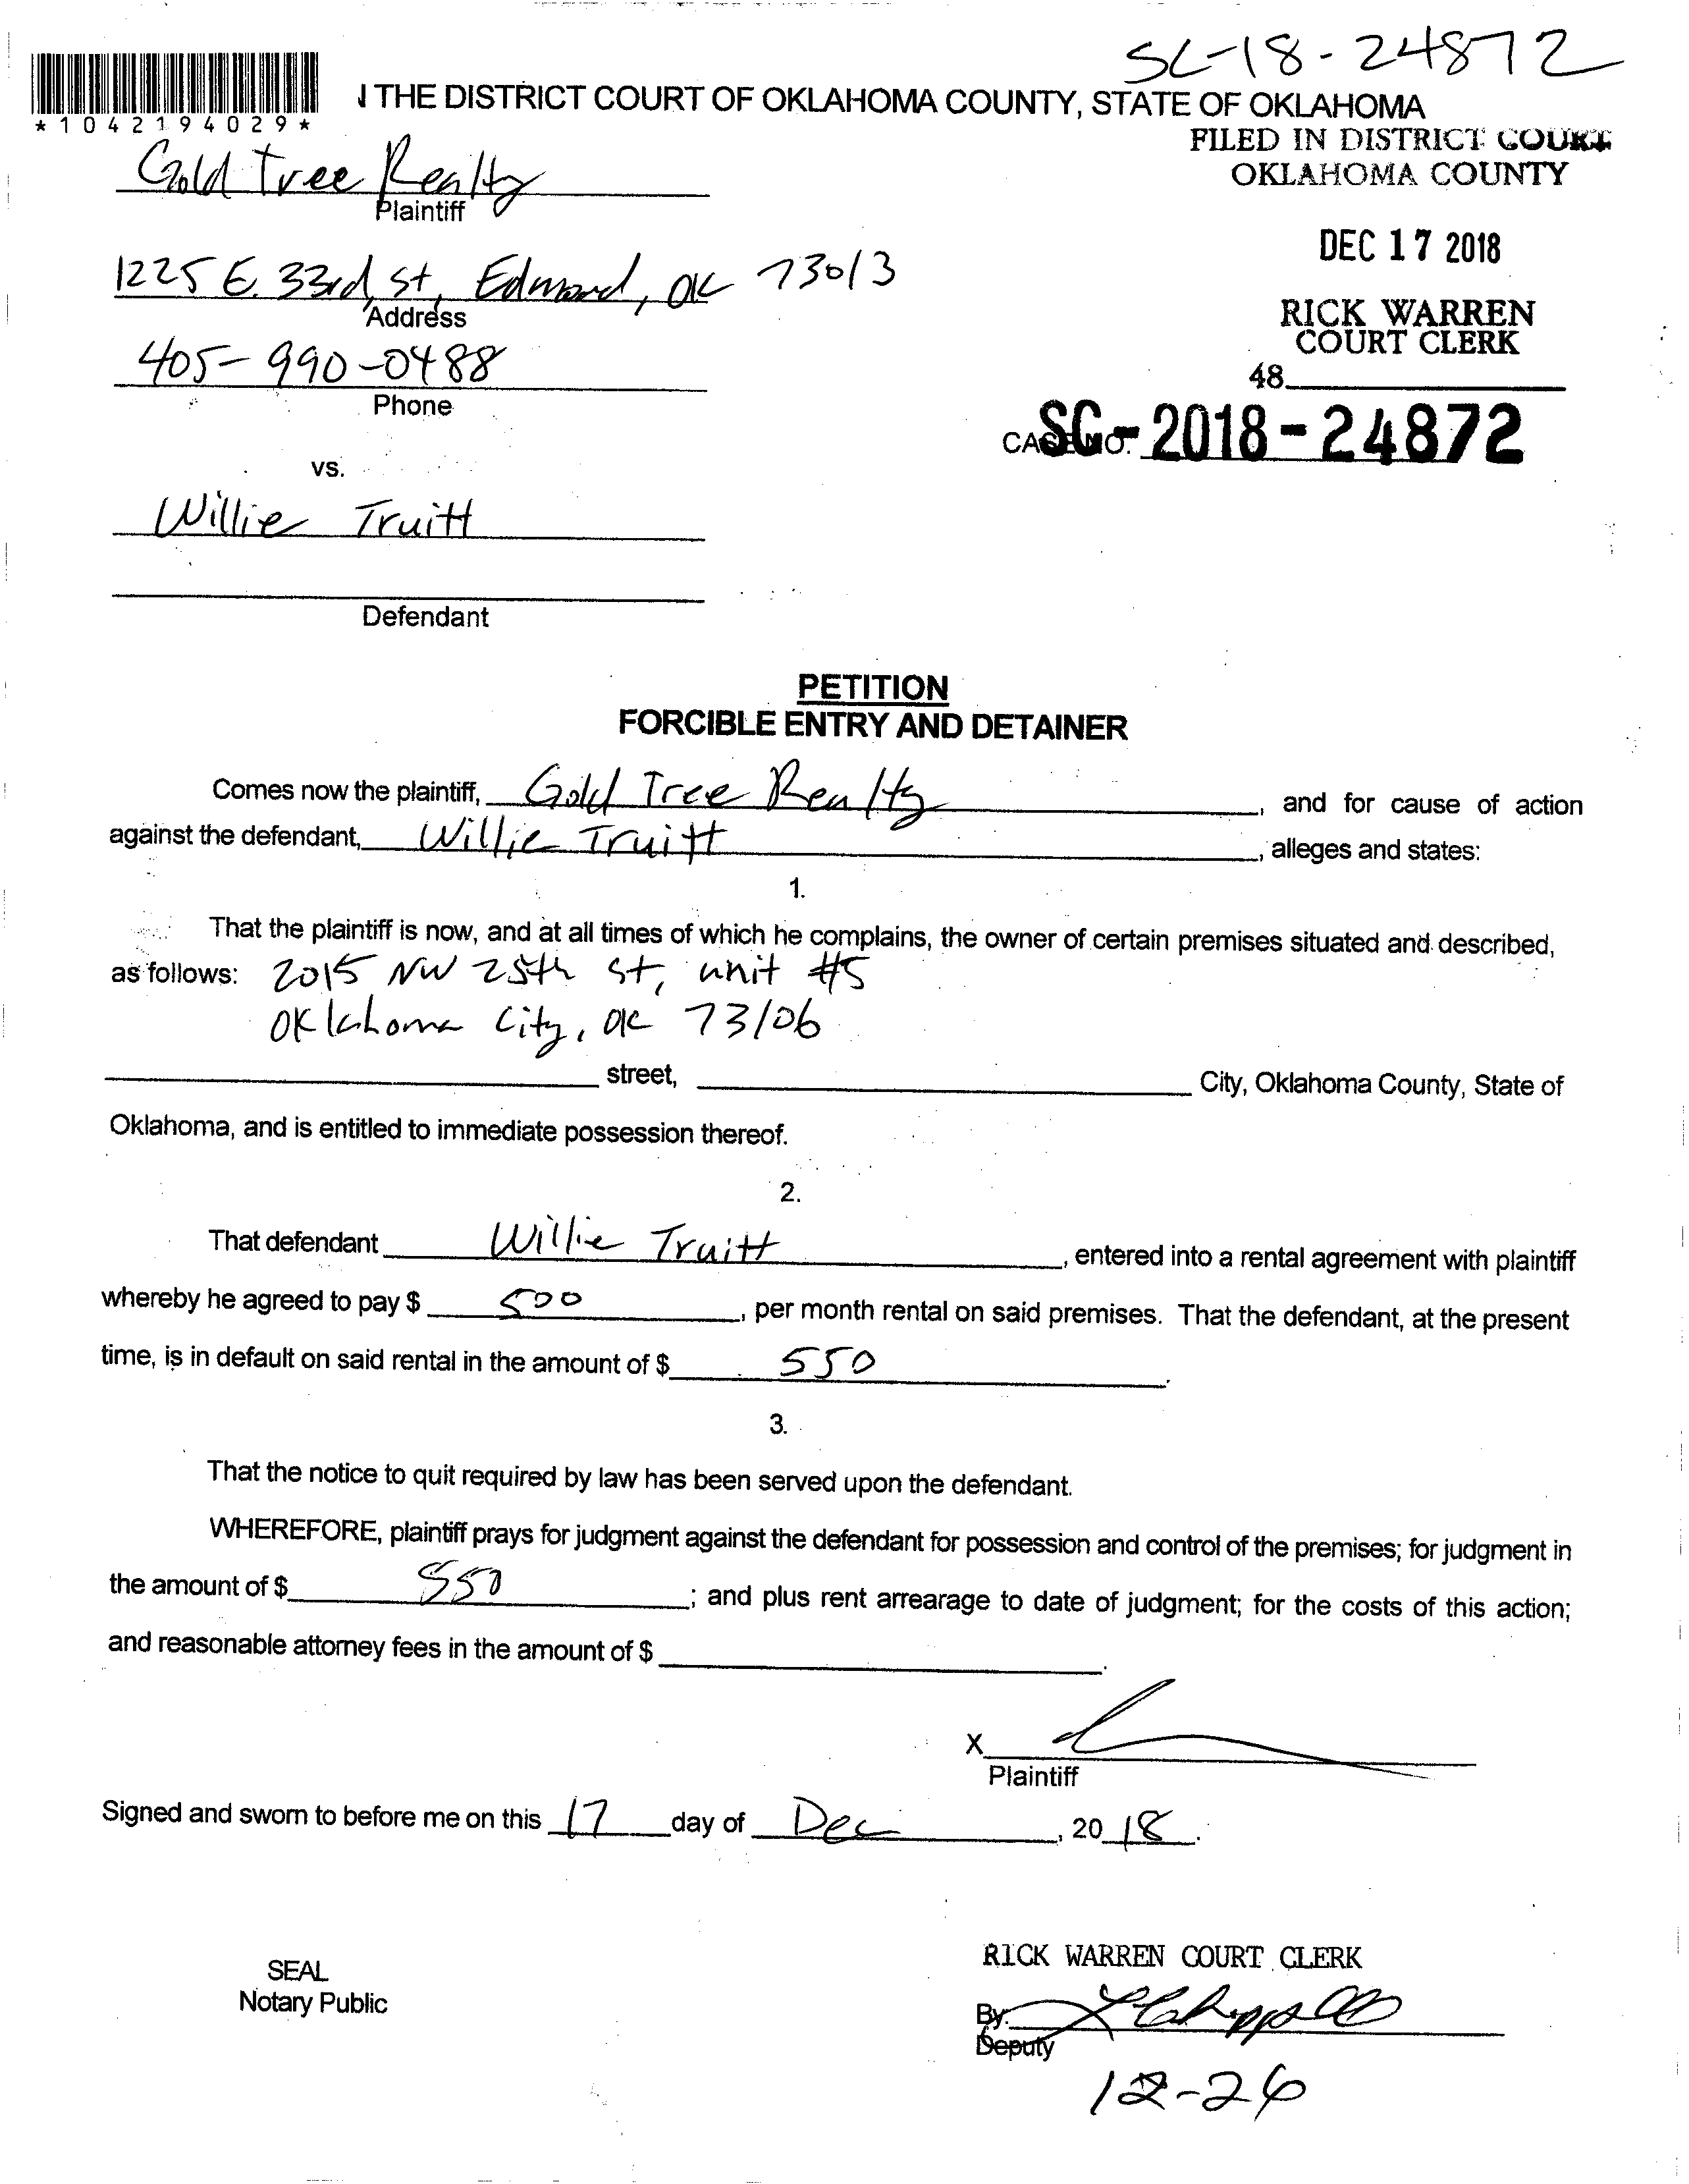 SC-18-24872
THE DISTRICT COURT OF OKLAHOMA COUNTY, STATE OF OKLAHOMA
*1042194029*
FILED IN DISTRICT COURT
OKLAHOMA COUNTY
Gold Tree Realty
Plaintiff
DEC 17 2018
1225 E. 33rd St, Edmond, OK 73013
Address
RICK WARREN
COURT CLERK
405-990-0488
Phone
48
CASE NO. SC-2018-24872
vs.
Willie Truitt
Defendant
PETITION
FORCIBLE ENTRY AND DETAINER
Comes now the plaintiff, Gold Tree Realty, and for cause of action
against the defendant, Willie Truitt, alleges and states:
1.
That the plaintiff is now, and at all times of which he complains, the owner of certain premises situated and described,
as follows: 2015 NW 25th St, unit #5
Oklahoma City, OK 73106
street, City, Oklahoma County, State of
Oklahoma, and is entitled to immediate possession thereof.
2.
That defendant Willie Truitt, entered into a rental agreement with plaintiff
whereby he agreed to pay $ 500, per month rental on said premises. That the defendant, at the present
time, is in default on said rental in the amount of $ 550.
3.
That the notice to quit required by law has been served upon the defendant.
WHEREFORE, plaintiff prays for judgment against the defendant for possession and control of the premises; for judgment in
the amount of $ 550; and plus rent arrearage to date of judgment; for the costs of this action;
and reasonable attorney fees in the amount of $ .
X
Plaintiff
Signed and sworn to before me on this 17 day of Dec, 2018.
RICK WARREN COURT CLERK
SEAL
Notary Public
By:
Deputy
12-26